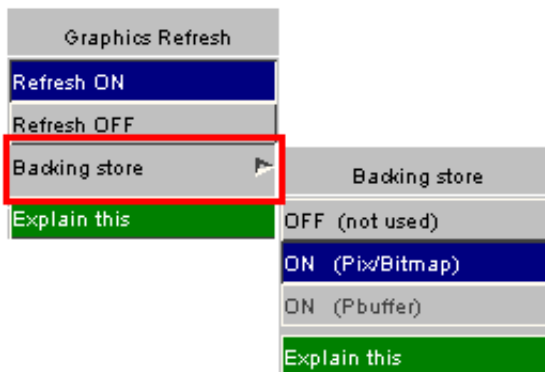 Graphics Refresh
Refresh ON
Refresh OFF
Backing store
Explain this
Backing store
OFF (not used)
ON (Pix/Bitmap)
ON (Pbuffer)
Explain this